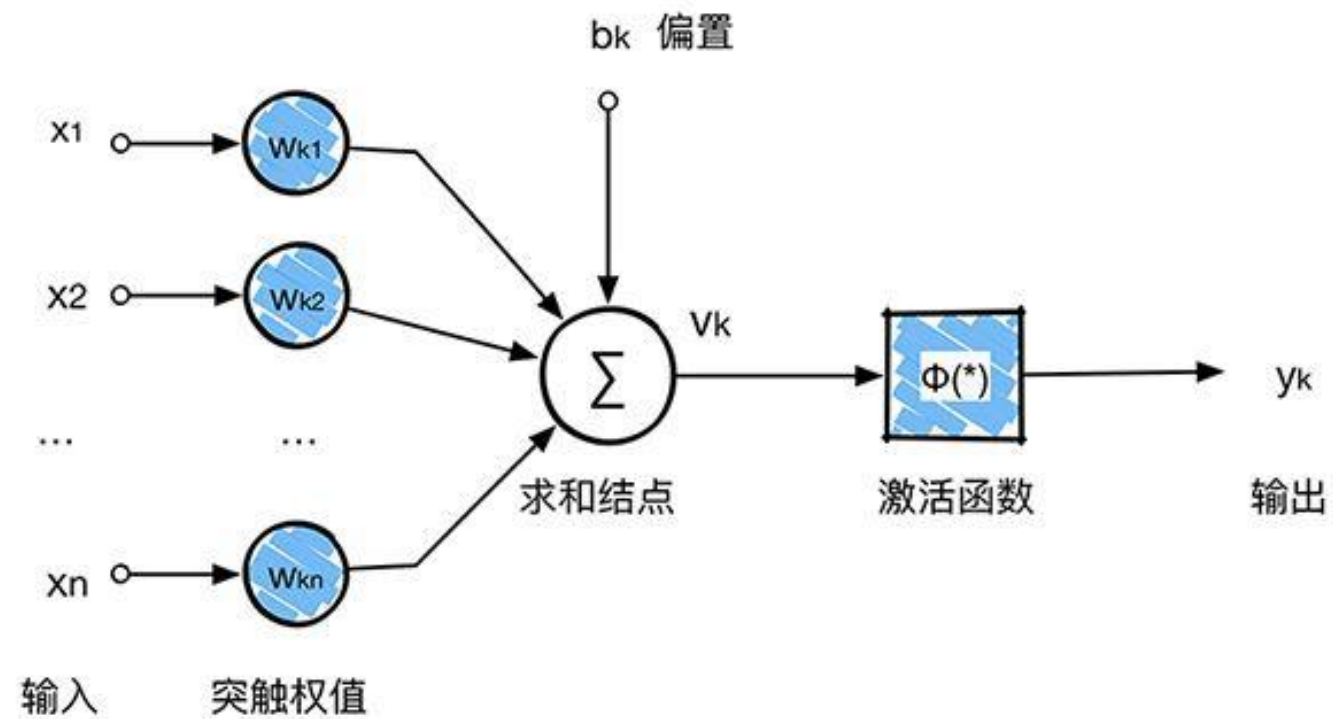 bk 偏置
x1
wk1
x2
wk2
∑
vk
Φ(*)
yk
...
...
求和结点
激活函数
输出
xn
wkn
输入
突触权值